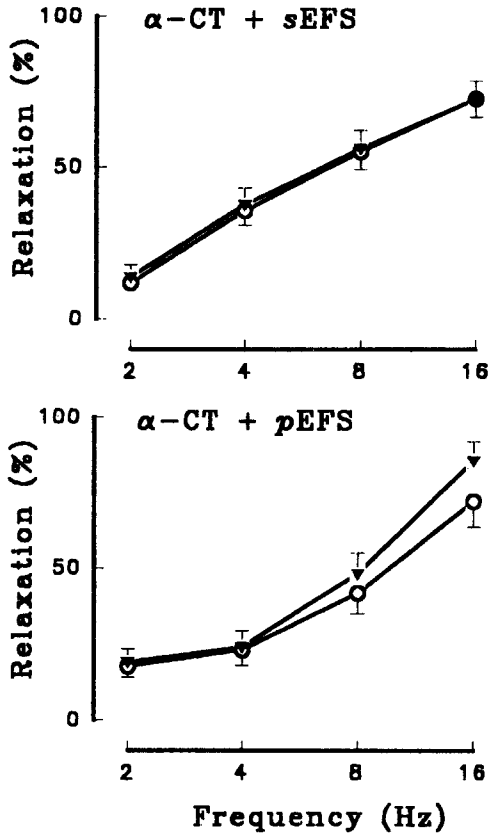 α-CT + sEFS
100
50
0
Relaxation (%)
2 4 8 16
α-CT + pEFS
100
50
0
Relaxation (%)
2 4 8 16
Frequency (Hz)